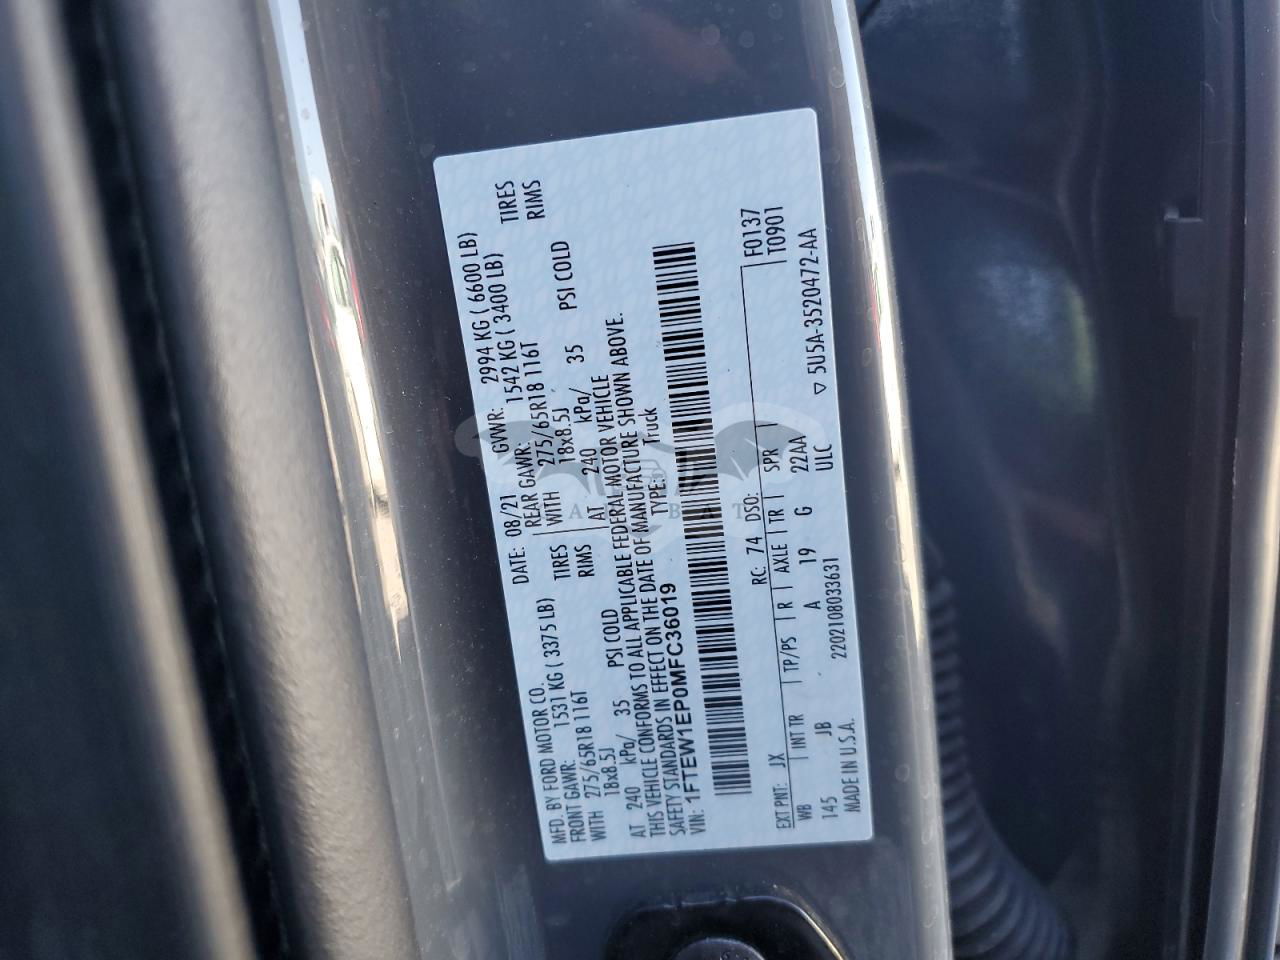 MFD. BY FORD MOTOR CO.
DATE: 08/21 GVWR: 2994 KG ( 6600 LB)
FRONT GAWR: 1531 KG ( 3375 LB) REAR GAWR: 1542 KG ( 3400 LB)
WITH 275/65R18 116T TIRES WITH 275/65R18 116T TIRES
18x8.5J RIMS 18x8.5J RIMS
AT 240 kPa/ 35 PSI COLD AT 240 kPa/ 35 PSI COLD
THIS VEHICLE CONFORMS TO ALL APPLICABLE FEDERAL MOTOR VEHICLE
SAFETY STANDARDS IN EFFECT ON THE DATE OF MANUFACTURE SHOWN ABOVE.
VIN: 1FTEW1EP0MFC36019 TYPE: Truck
F0137
EXT PNT: JX RC: 74 DSO: T0901
WB INT TR TP/PS R AXLE TR SPR
145 JB A 19 G 22AA
ULC ▽ 5U5A-3520472-AA
MADE IN U.S.A. 2202108033631